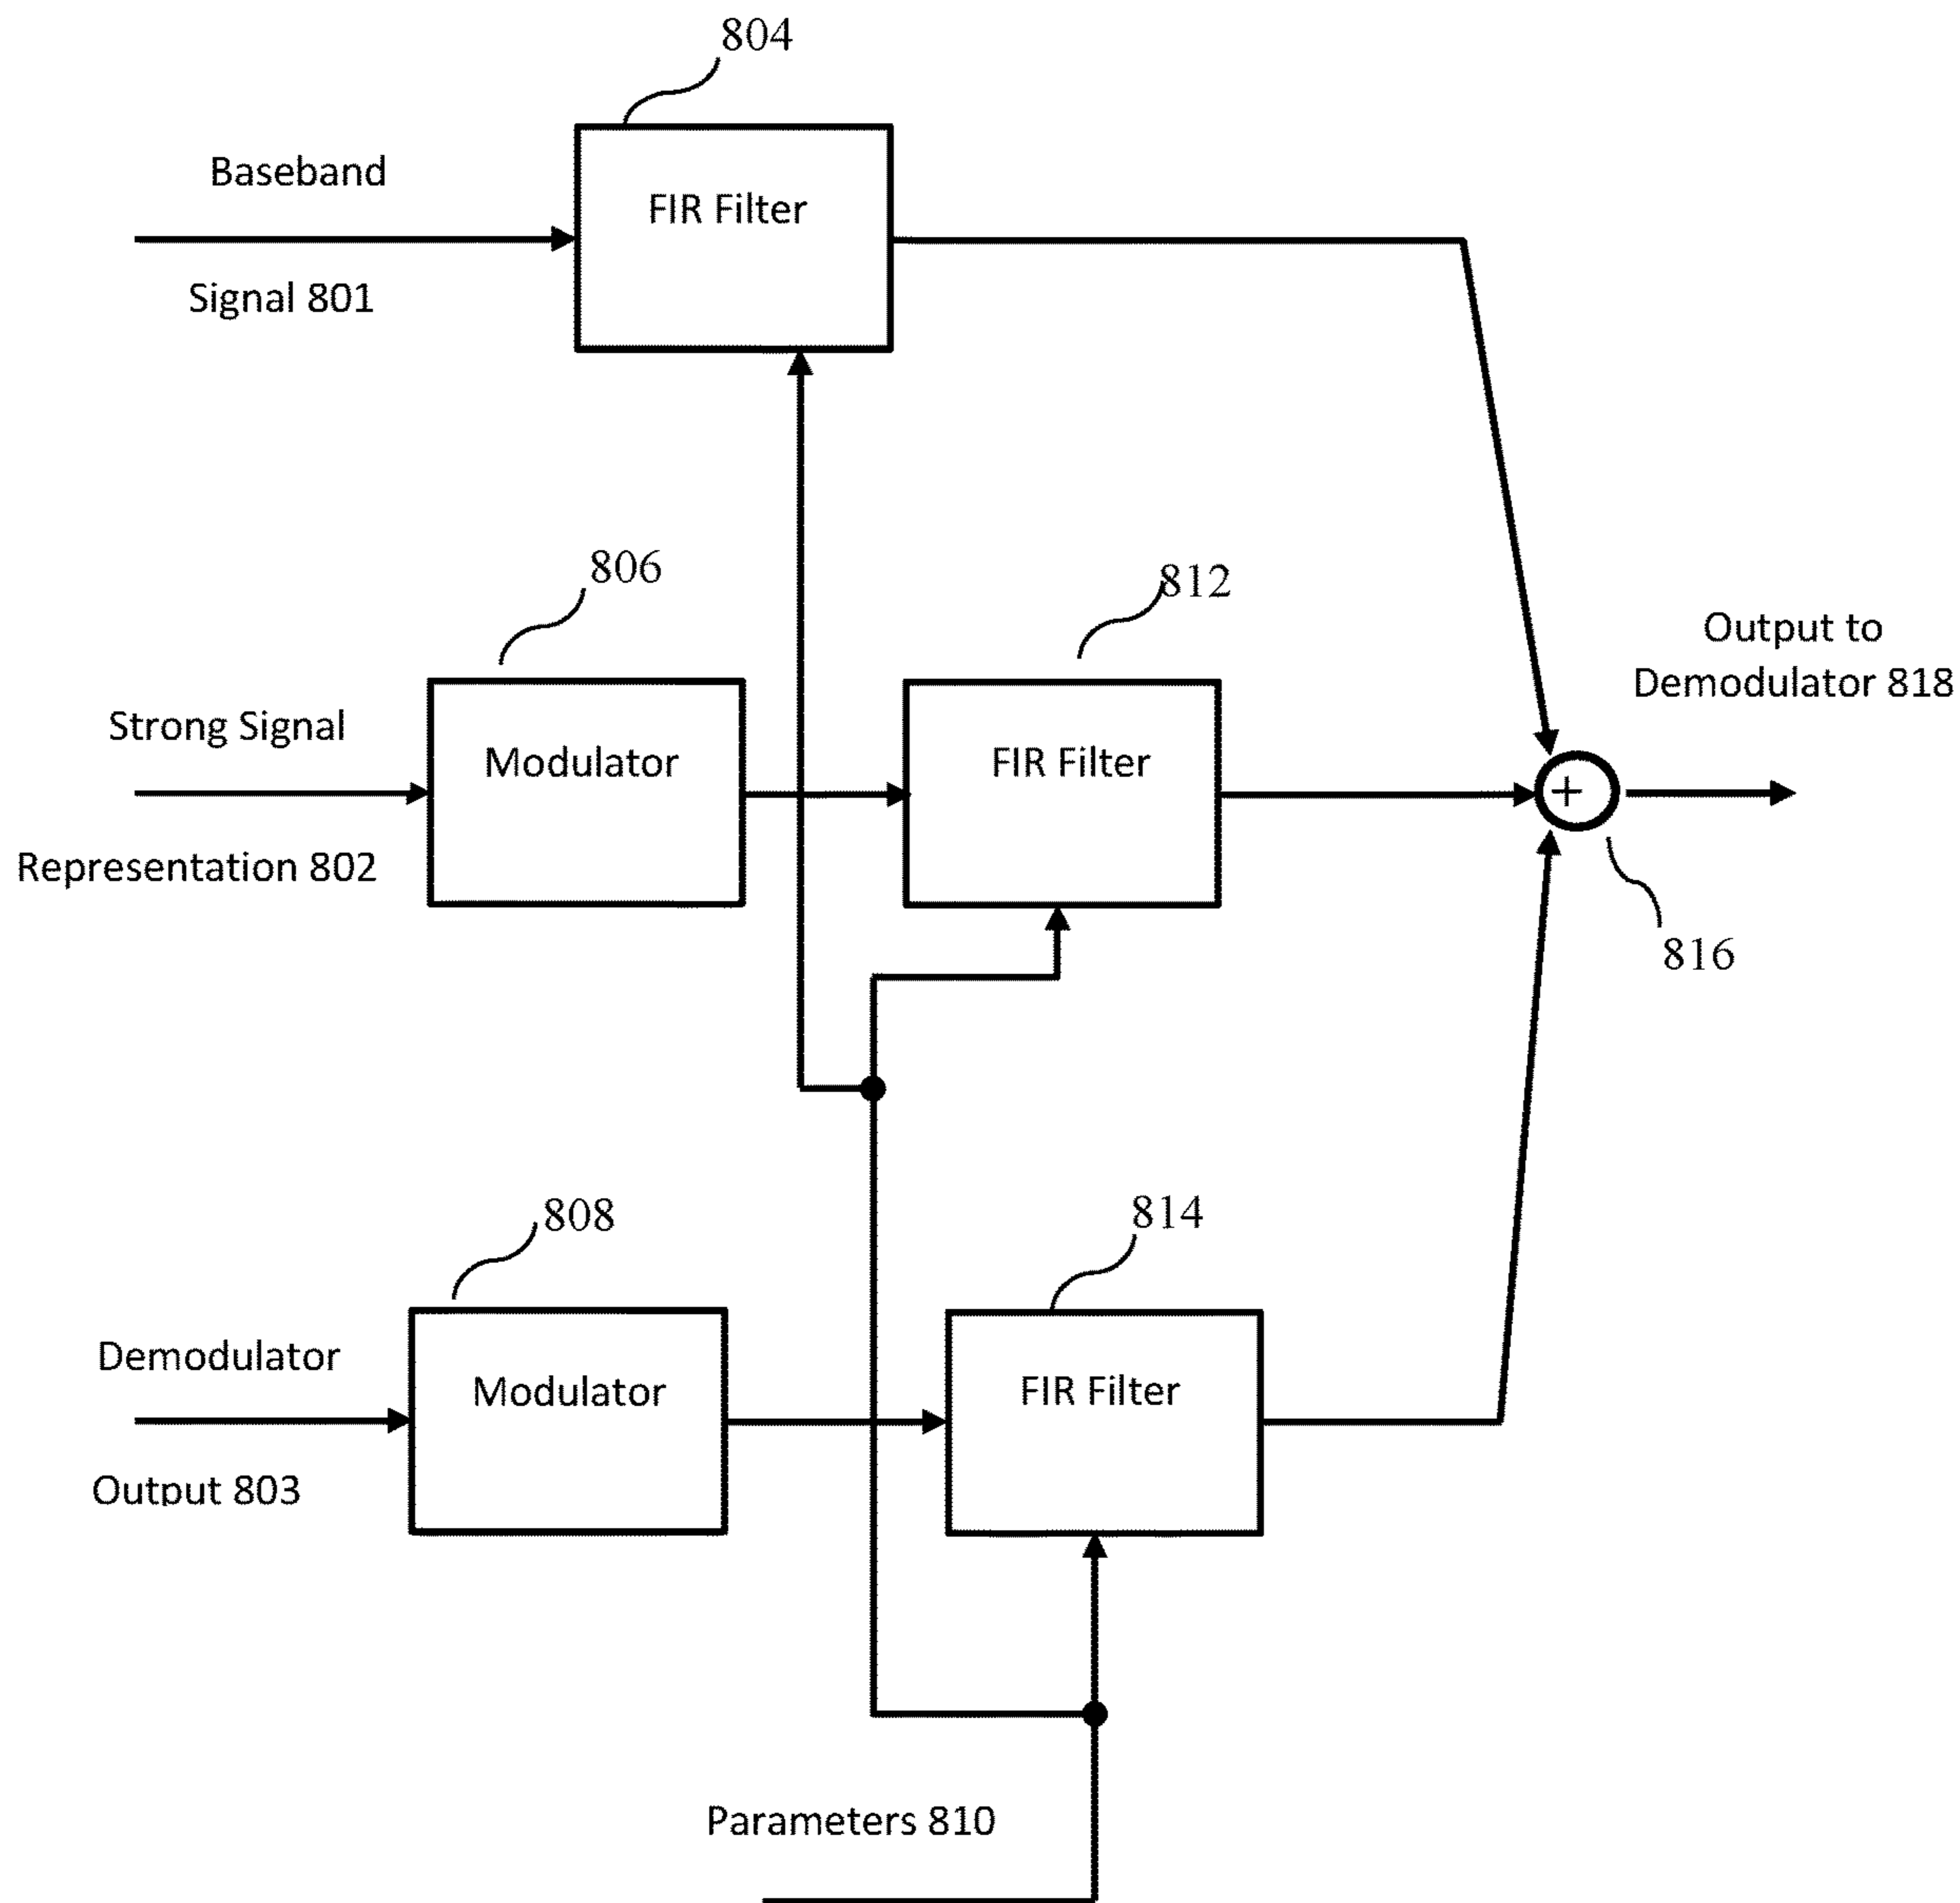 804
Baseband
FIR Filter
Signal 801
806
812
Output to
Demodulator 818
Strong Signal
Modulator
FIR Filter
+
Representation 802
816
808
814
Demodulator
Modulator
FIR Filter
Output 803
Parameters 810